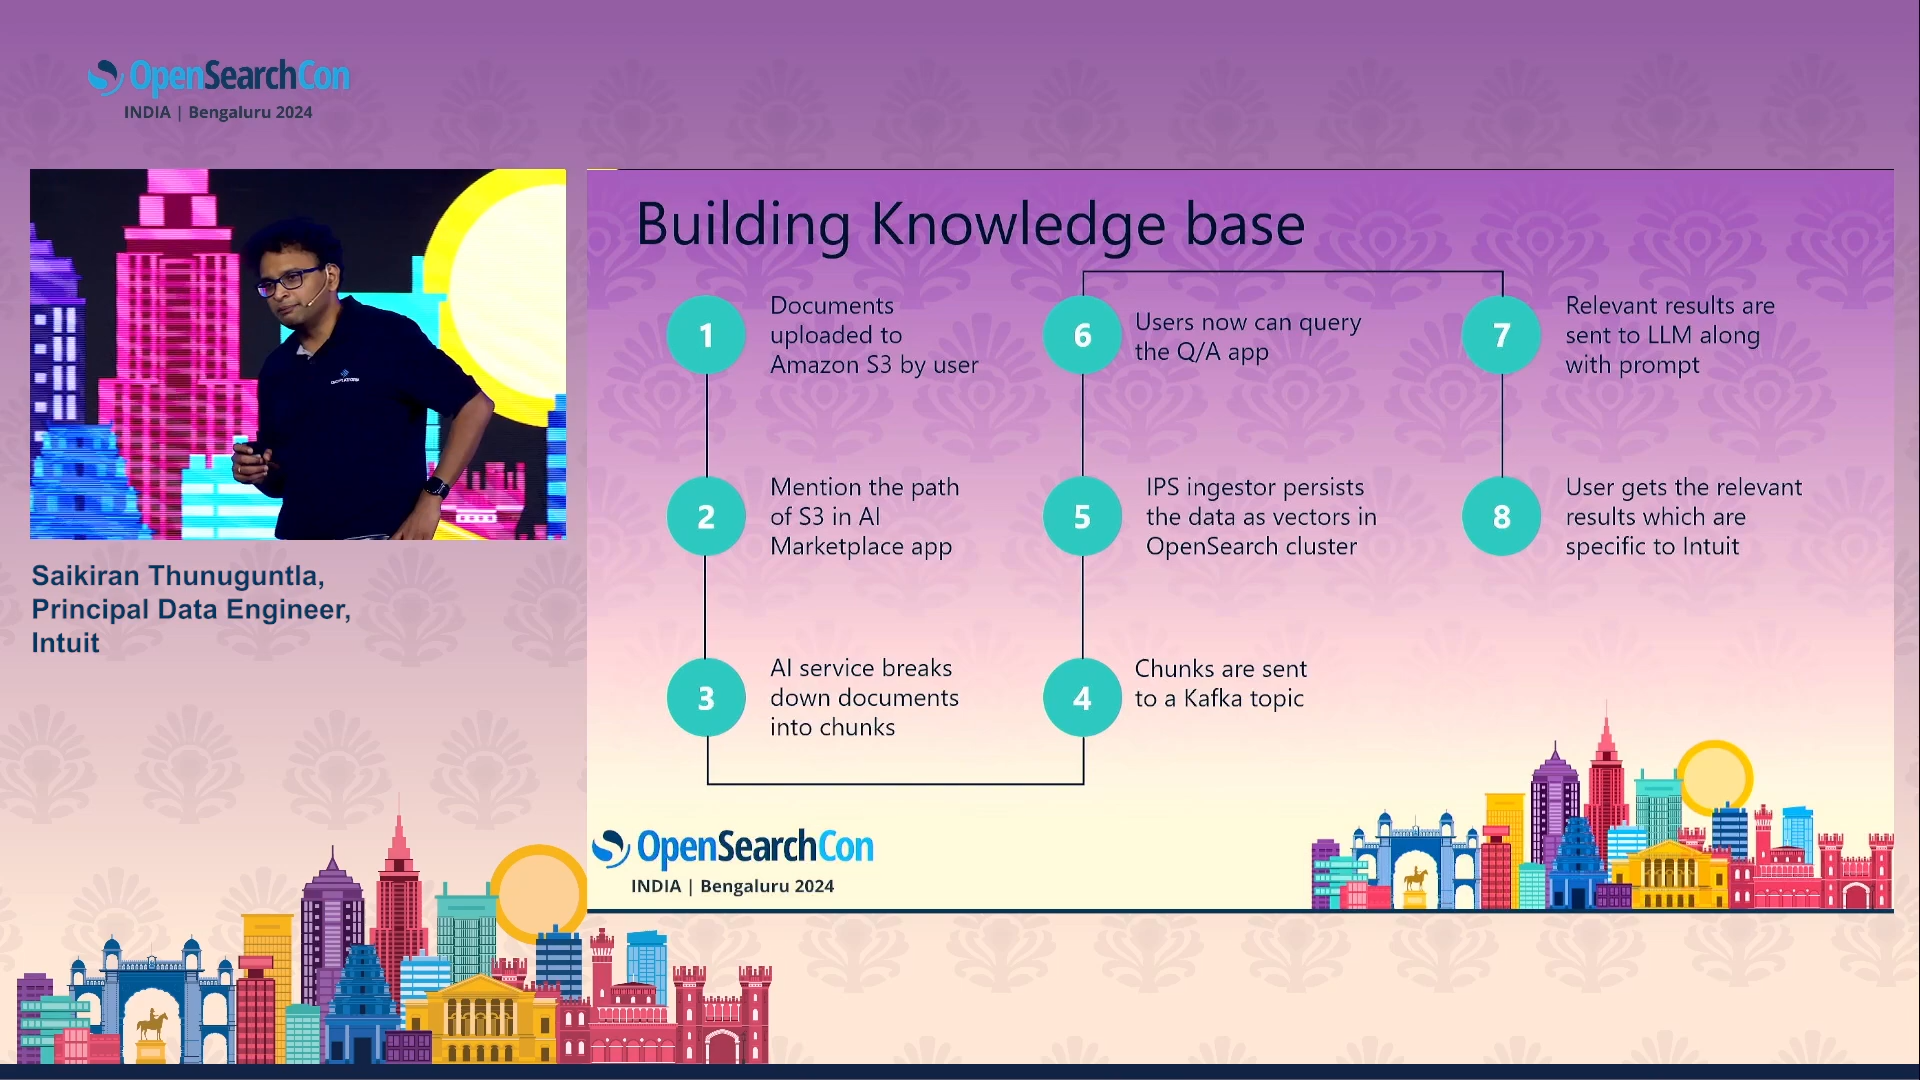 OpenSearchCon
INDIA | Bengaluru 2024
Saikiran Thunuguntla,
Principal Data Engineer,
Intuit
Building Knowledge base
1
Documents
uploaded to
Amazon S3 by user
2
Mention the path
of S3 in AI
Marketplace app
3
AI service breaks
down documents
into chunks
4
Chunks are sent
to a Kafka topic
5
IPS ingestor persists
the data as vectors in
OpenSearch cluster
6
Users now can query
the Q/A app
7
Relevant results are
sent to LLM along
with prompt
8
User gets the relevant
results which are
specific to Intuit
OpenSearchCon
INDIA | Bengaluru 2024